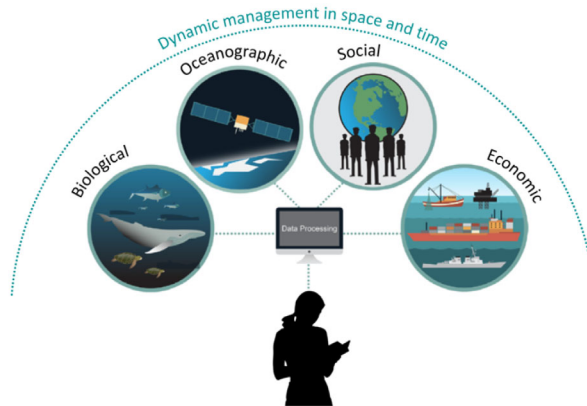 Dynamic management in space and time
Oceanographic
Social
Biological
Economic
Data Processing